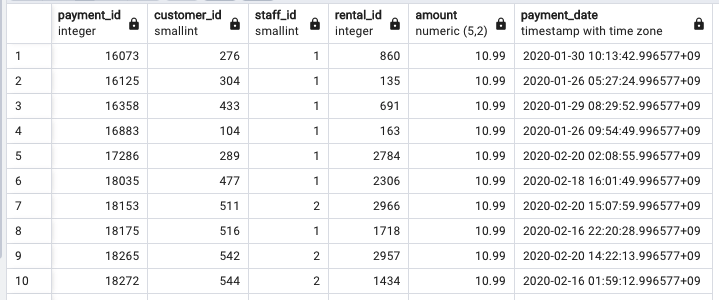 payment_id customer_id staff_id rental_id amount payment_date
integer smallint smallint integer numeric (5,2) timestamp with time zone
1 16073 276 1 860 10.99 2020-01-30 10:13:42.996577+09
2 16125 304 1 135 10.99 2020-01-26 05:27:24.996577+09
3 16358 433 1 691 10.99 2020-01-29 08:29:52.996577+09
4 16883 104 1 163 10.99 2020-01-26 09:54:49.996577+09
5 17286 289 1 2784 10.99 2020-02-20 02:08:55.996577+09
6 18035 477 1 2306 10.99 2020-02-18 16:01:49.996577+09
7 18153 511 2 2966 10.99 2020-02-20 15:07:59.996577+09
8 18175 516 1 1718 10.99 2020-02-16 22:20:28.996577+09
9 18265 542 2 2957 10.99 2020-02-20 14:22:13.996577+09
10 18272 544 2 1434 10.99 2020-02-16 01:59:12.996577+09